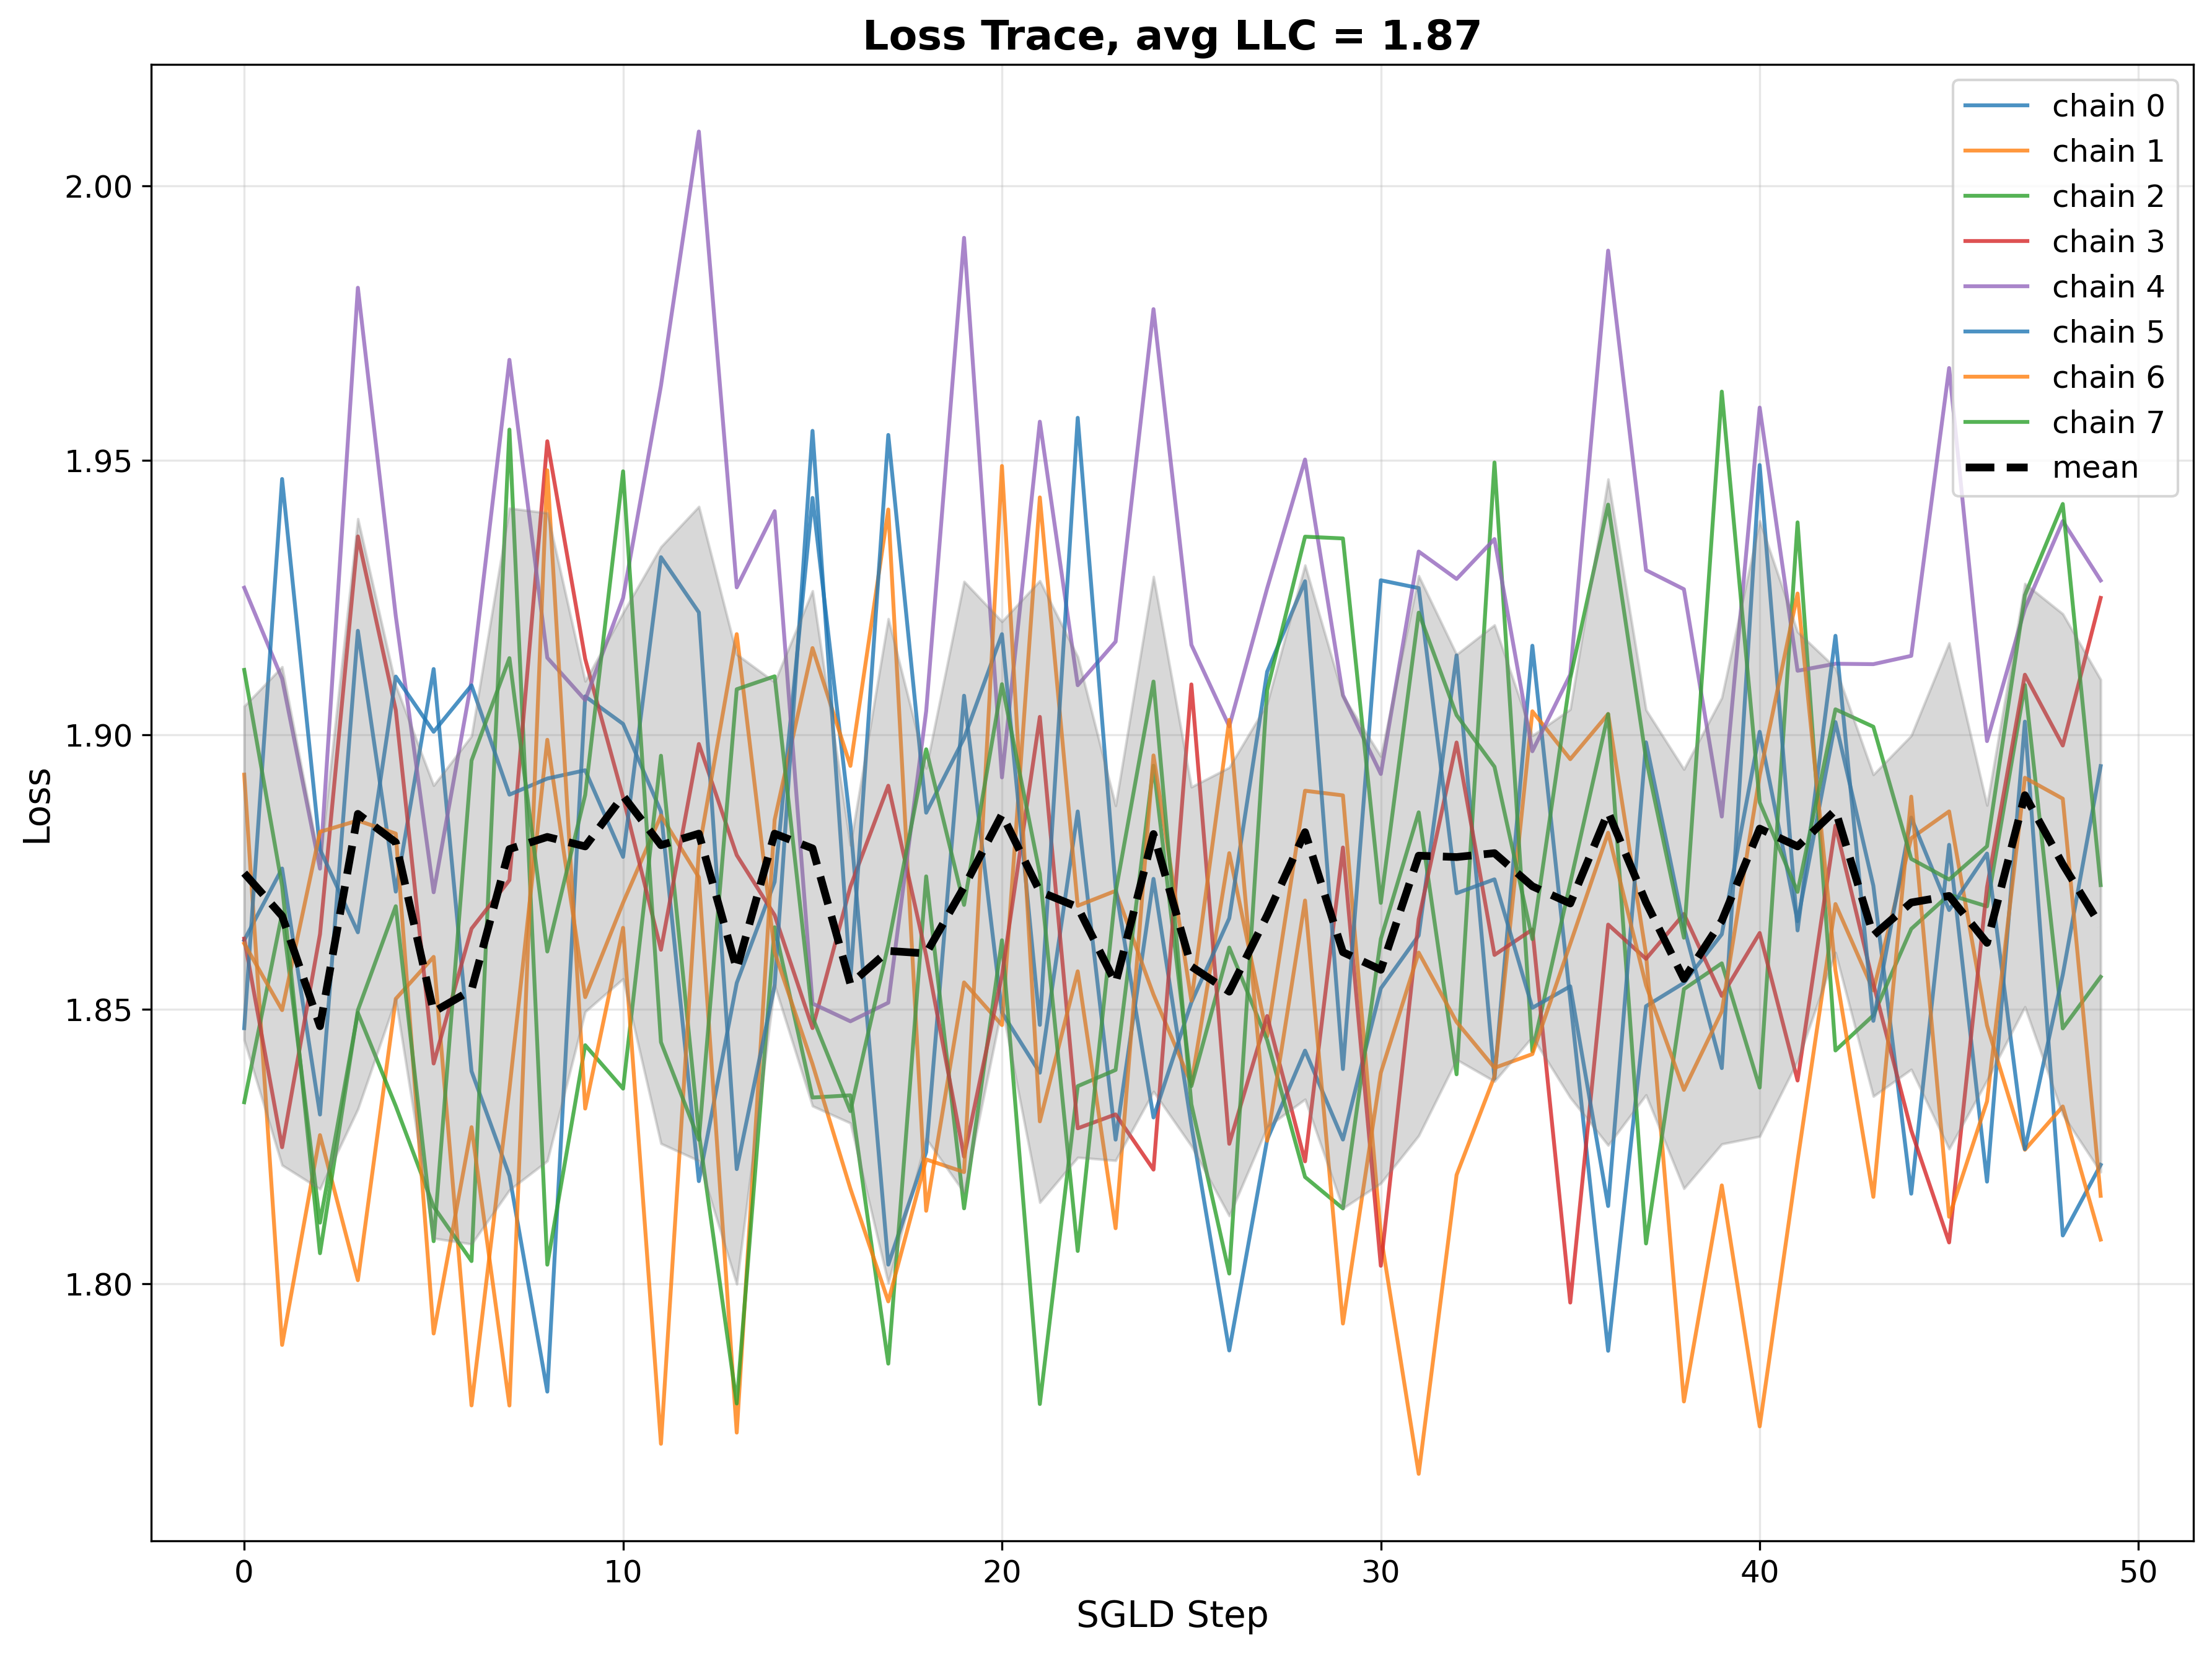 Loss Trace, avg LLC = 1.87
chain 0
chain 1
chain 2
chain 3
chain 4
chain 5
chain 6
chain 7
mean
Loss
2.00
1.95
1.90
1.85
1.80
0 10 20 30 40 50
SGLD Step